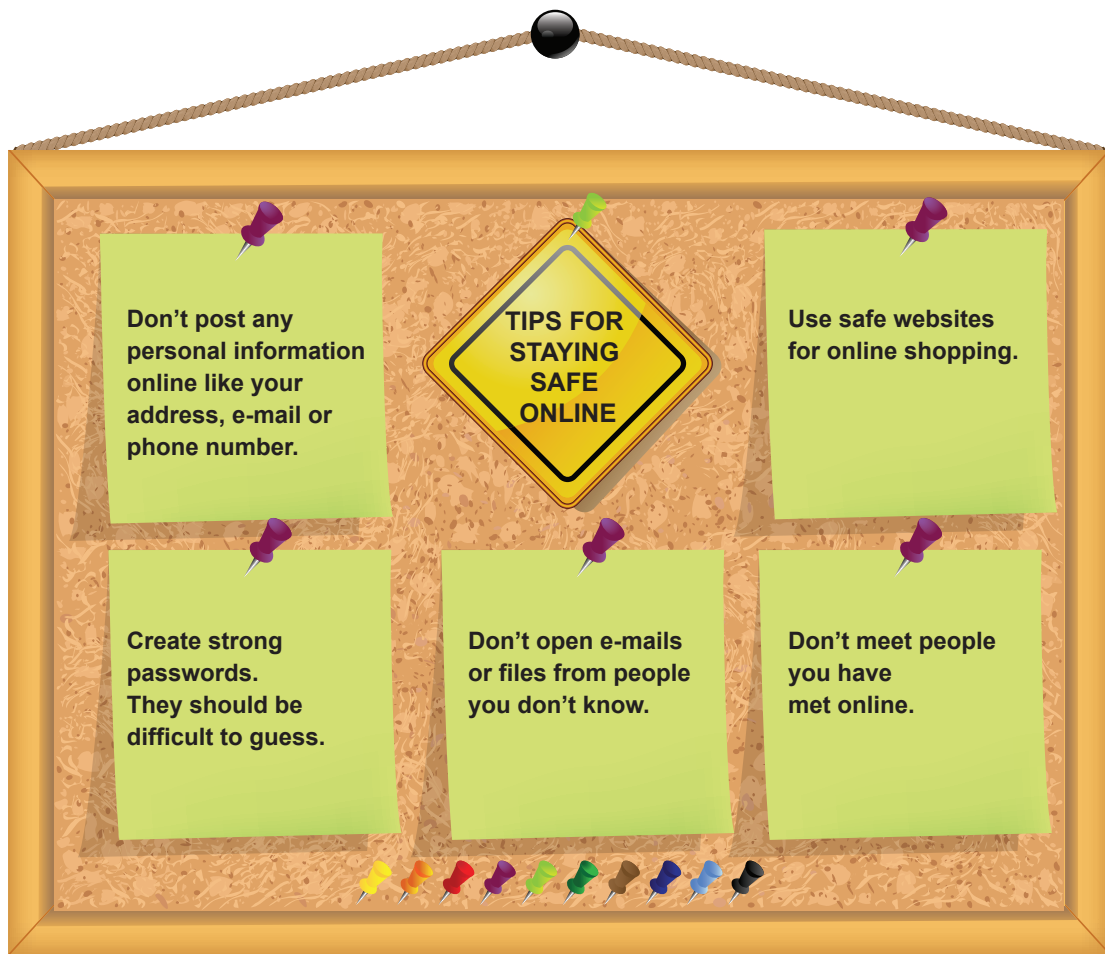 Don’t post any
personal information
online like your
address, e-mail or
phone number.
TIPS FOR
STAYING
SAFE
ONLINE
Use safe websites
for online shopping.
Create strong
passwords.
They should be
difficult to guess.
Don’t open e-mails
or files from people
you don’t know.
Don’t meet people
you have
met online.